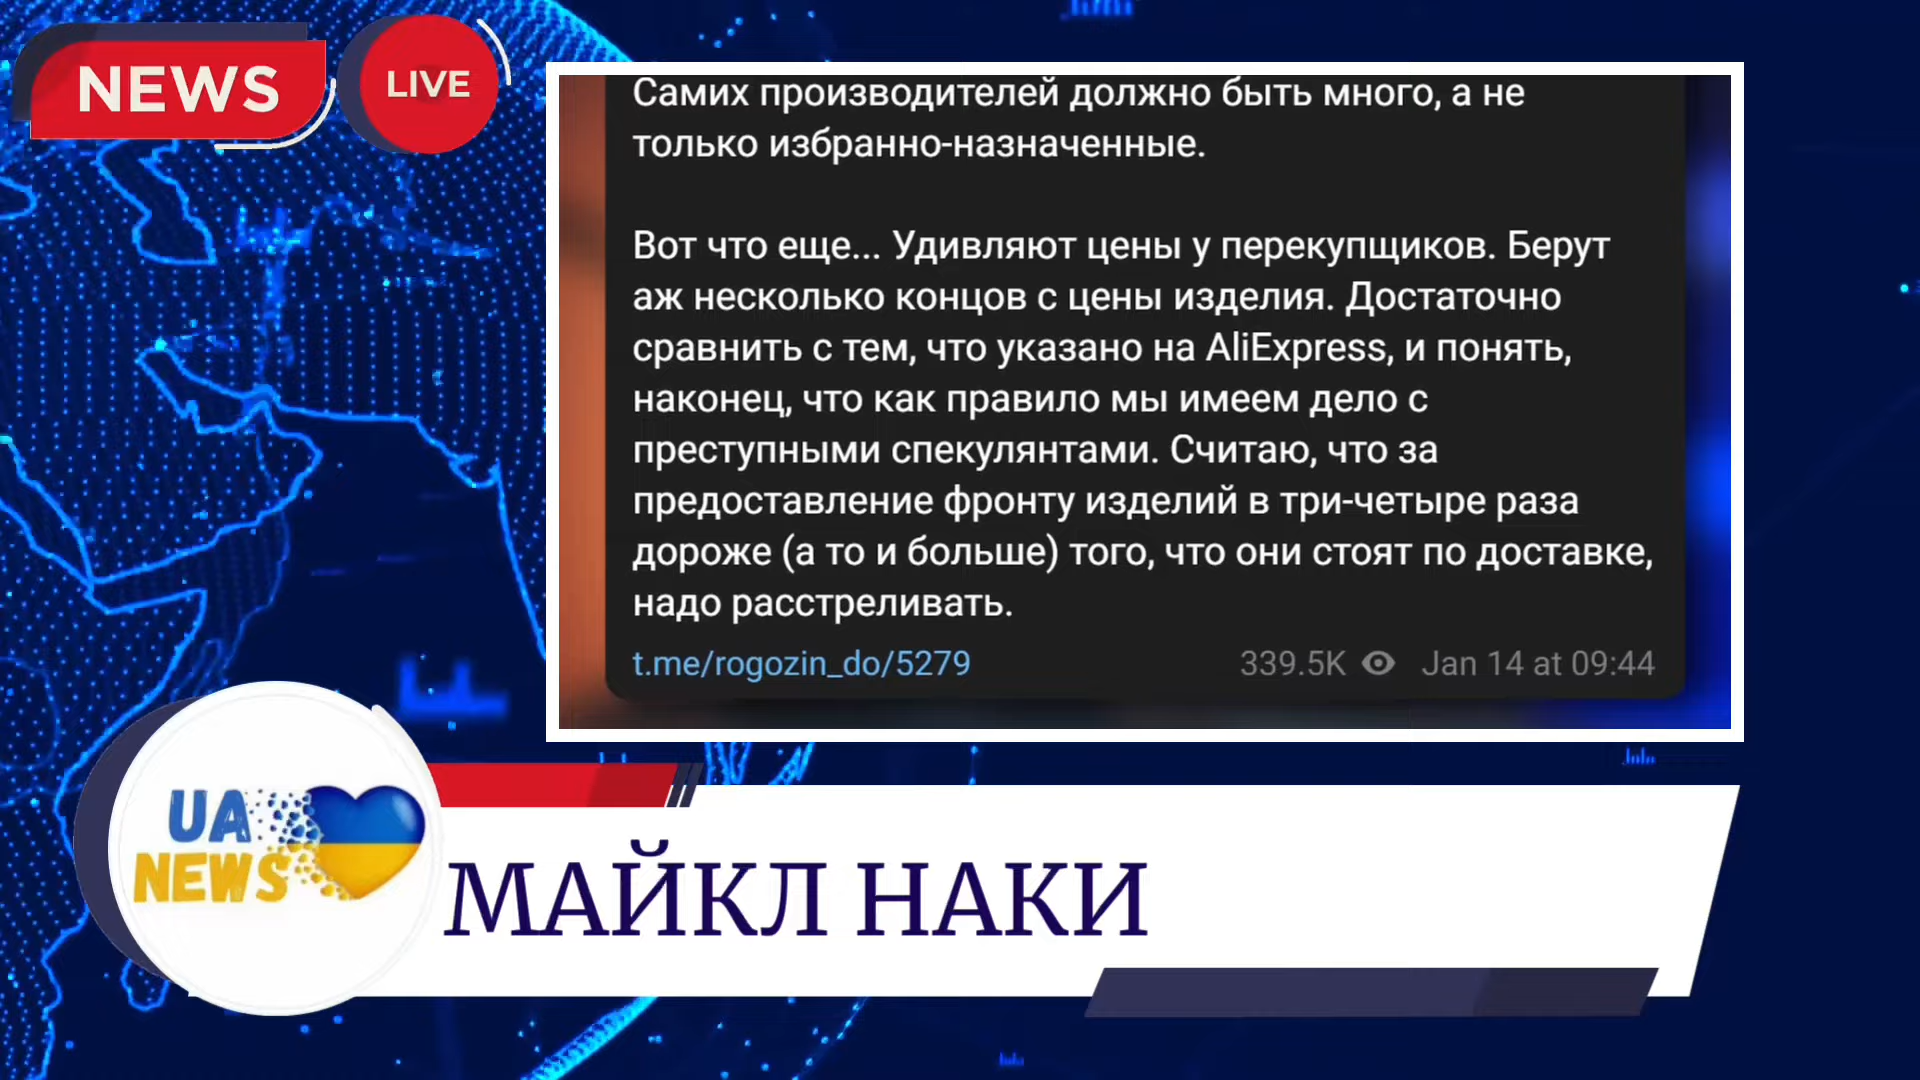 NEWS
LIVE
Самих производителей должно быть много, а не
только избранно-назначенные.
Вот что еще... Удивляют цены у перекупщиков. Берут
аж несколько концов с цены изделия. Достаточно
сравнить с тем, что указано на AliExpress, и понять,
наконец, что как правило мы имеем дело с
преступными спекулянтами. Считаю, что за
предоставление фронту изделий в три-четыре раза
дороже (а то и больше) того, что они стоят по доставке,
надо расстреливать.
t.me/rogozin_do/5279 339.5K Jan 14 at 09:44
UA
NEWS
МАЙКЛ НАКИ